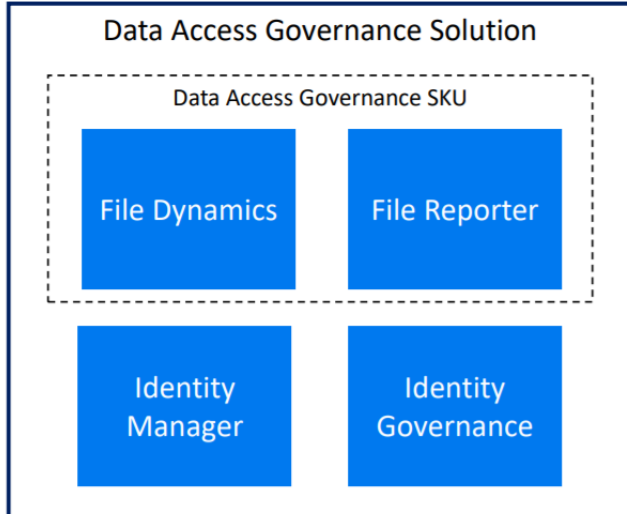 Data Access Governance Solution
Data Access Governance SKU
File Dynamics
File Reporter
Identity
Manager
Identity
Governance